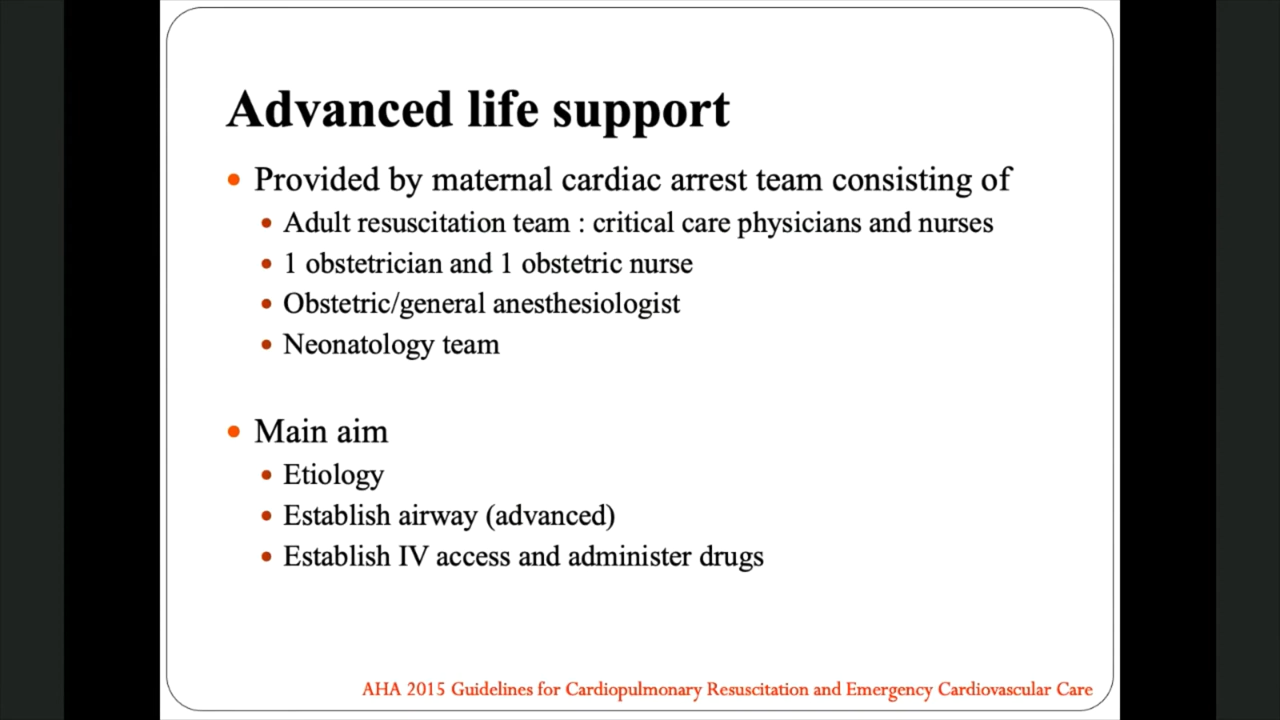 Advanced life support
• Provided by maternal cardiac arrest team consisting of
• Adult resuscitation team : critical care physicians and nurses
• 1 obstetrician and 1 obstetric nurse
• Obstetric/general anesthesiologist
• Neonatology team
• Main aim
• Etiology
• Establish airway (advanced)
• Establish IV access and administer drugs
AHA 2015 Guidelines for Cardiopulmonary Resuscitation and Emergency Cardiovascular Care